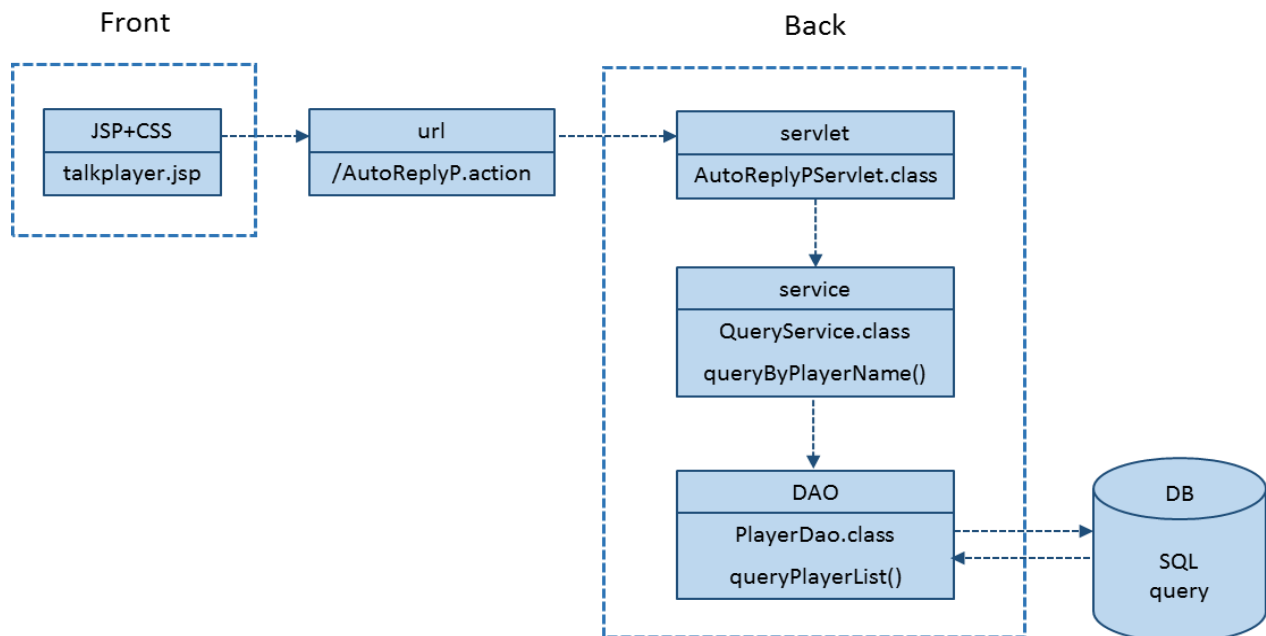 Front
Back
JSP+CSS
talkplayer.jsp
url
/AutoReplyP.action
servlet
AutoReplyPServlet.class
service
QueryService.class
queryByPlayerName()
DAO
PlayerDao.class
queryPlayerList()
DB
SQL
query